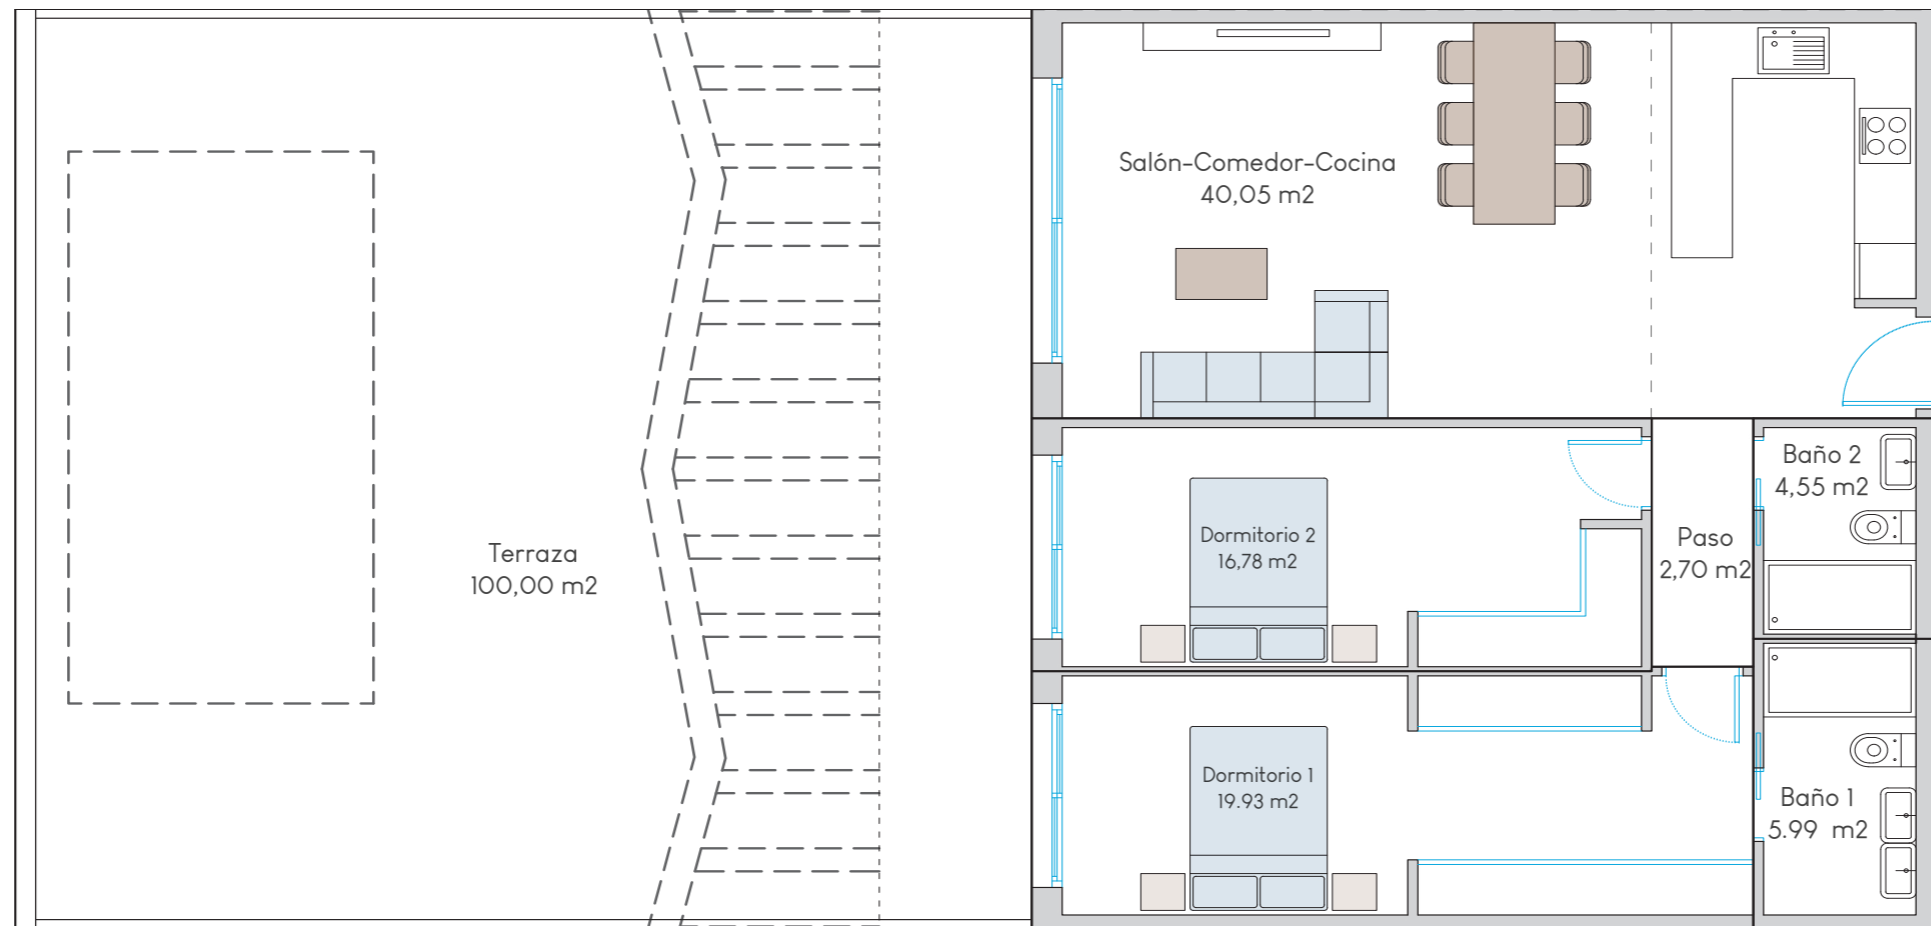 Salón-Comedor-Cocina
40,05 m2
Baño 2
4,55 m2
Dormitorio 2
16,78 m2
Paso
2,70 m2
Terraza
100,00 m2
Dormitorio 1
19.93 m2
Baño 1
5.99 m2